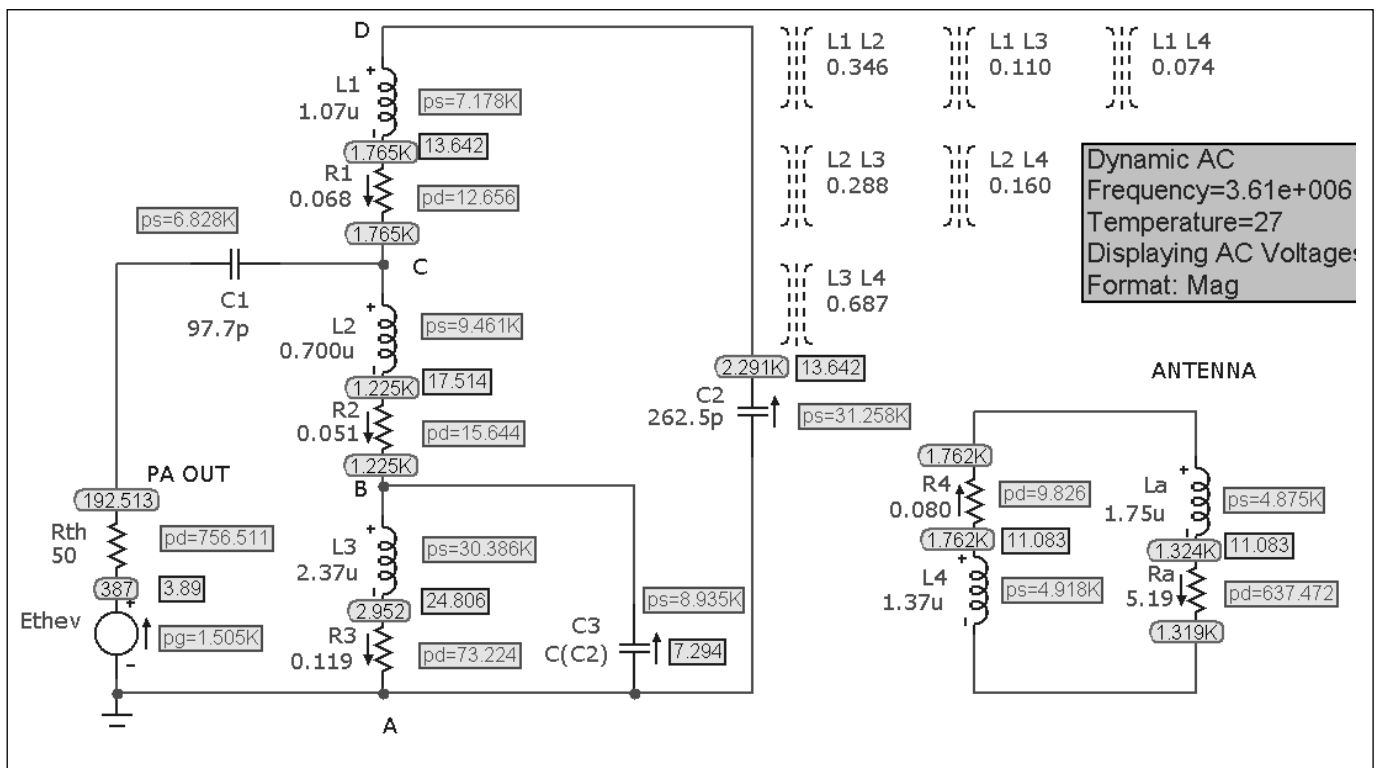 D
L1
1.07u
ps=7.178K
1.765K
13.642
R1
0.068
pd=12.656
1.765K
ps=6.828K
C
C1
97.7p
L2
0.700u
ps=9.461K
1.225K
17.514
R2
0.051
pd=15.644
1.225K
B
PA OUT
192.513
Rth
50
pd=756.511
387
3.89
Ethev
pg=1.505K
L3
2.37u
ps=30.386K
2.952
24.806
R3
0.119
pd=73.224
A
ps=8.935K
C3
C(C2)
7.294
2.291K
13.642
C2
262.5p
ps=31.258K
L1 L2
0.346
L1 L3
0.110
L1 L4
0.074
L2 L3
0.288
L2 L4
0.160
L3 L4
0.687
Dynamic AC
Frequency=3.61e+006
Temperature=27
Displaying AC Voltages
Format: Mag
ANTENNA
1.762K
R4
0.080
pd=9.826
1.762K
11.083
L4
1.37u
ps=4.918K
La
1.75u
ps=4.875K
1.324K
11.083
Ra
5.19
pd=637.472
1.319K